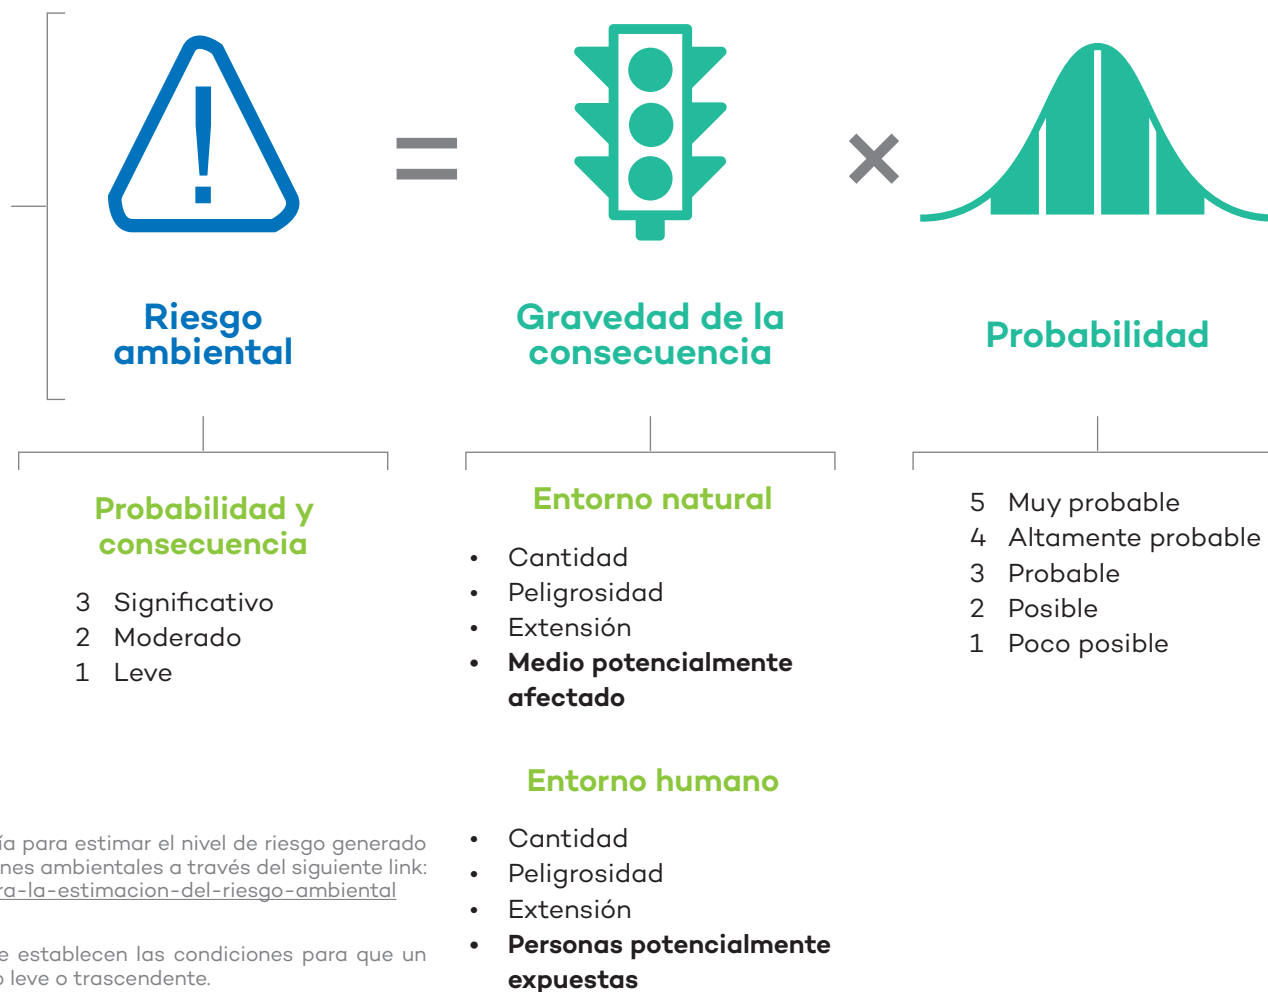 !
=
×
Riesgo
ambiental
Gravedad de la
consecuencia
Probabilidad
Probabilidad y
consecuencia
3 Significativo
2 Moderado
1 Leve
Entorno natural
• Cantidad
• Peligrosidad
• Extensión
• Medio potencialmente
afectado
Entorno humano
• Cantidad
• Peligrosidad
• Extensión
• Personas potencialmente
expuestas
5 Muy probable
4 Altamente probable
3 Probable
2 Posible
1 Poco posible
para estimar el nivel de riesgo generado
ambientales a través del siguiente link:
ra-la-estimacion-del-riesgo-ambiental
establecen las condiciones para que un
leve o trascendente.